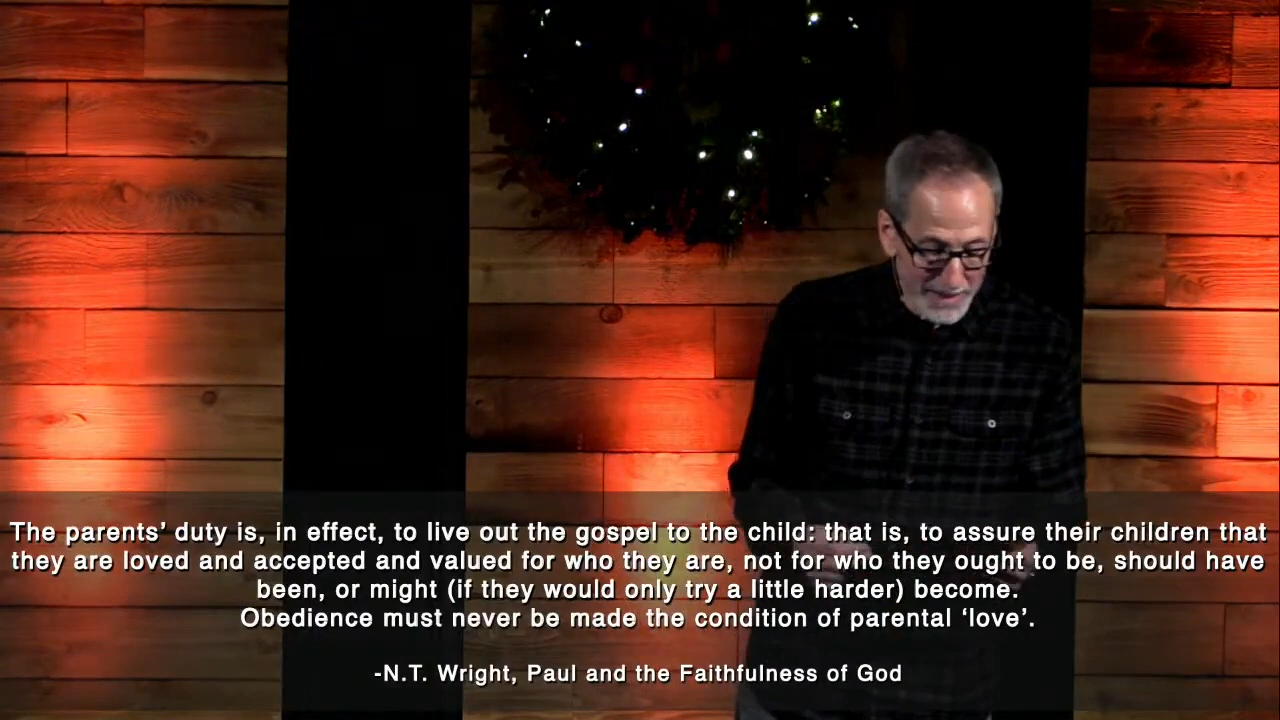 The parents’ duty is, in effect, to live out the gospel to the child: that is, to assure their children that
they are loved and accepted and valued for who they are, not for who they ought to be, should have
been, or might (if they would only try a little harder) become.
Obedience must never be made the condition of parental ‘love’.
-N.T. Wright, Paul and the Faithfulness of God